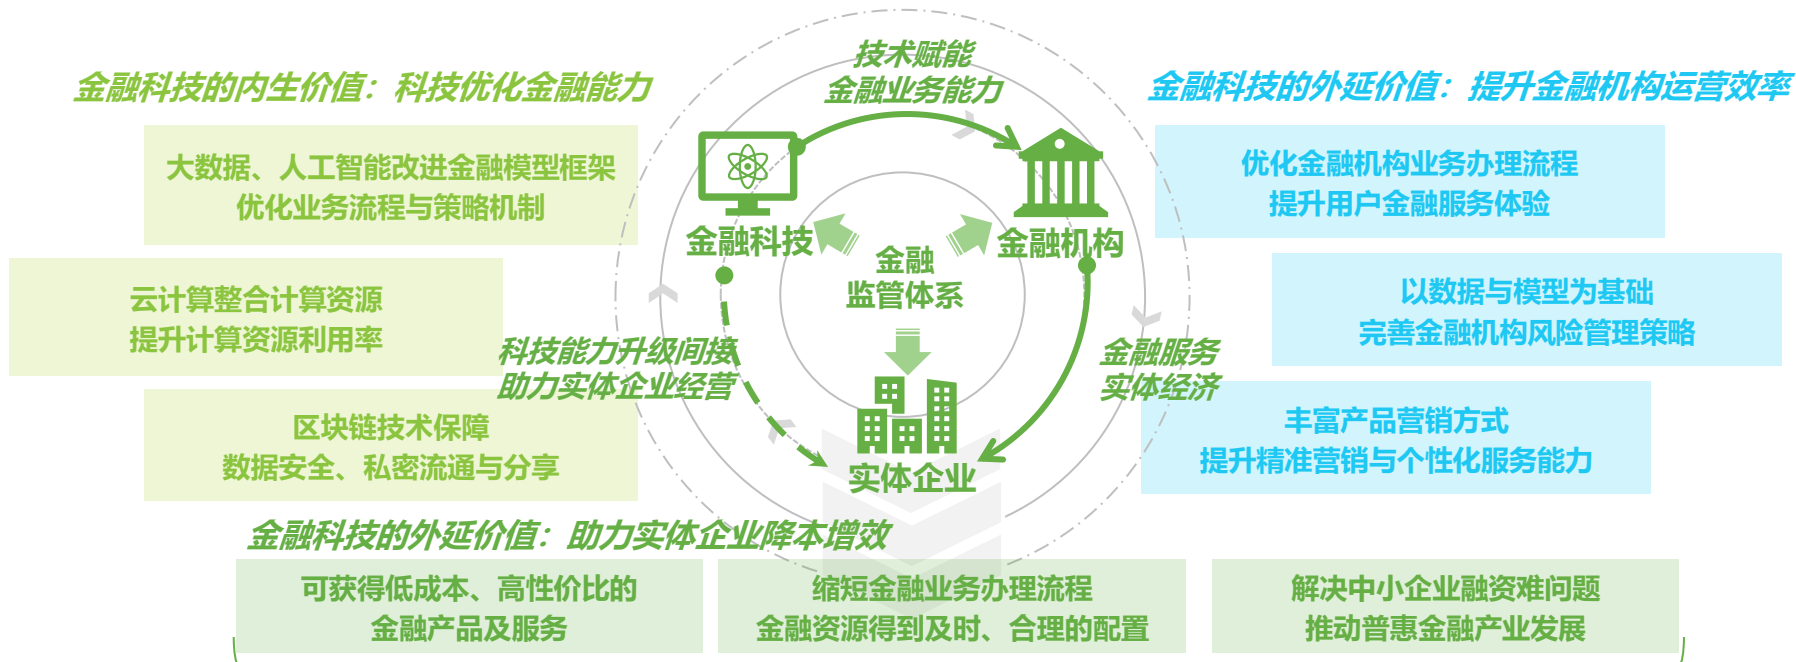 金融科技的内生价值：科技优化金融能力
大数据、人工智能改进金融模型框架
优化业务流程与策略机制
云计算整合计算资源
提升计算资源利用率
区块链技术保障
数据安全、私密流通与分享
技术赋能
金融业务能力
金融科技
金融机构
金融
监管体系
科技能力升级间接
助力实体企业经营
金融服务
实体经济
实体企业
金融科技的外延价值：提升金融机构运营效率
优化金融机构业务办理流程
提升用户金融服务体验
以数据与模型为基础
完善金融机构风险管理策略
丰富产品营销方式
提升精准营销与个性化服务能力
金融科技的外延价值：助力实体企业降本增效
可获得低成本、高性价比的
金融产品及服务
缩短金融业务办理流程
金融资源得到及时、合理的配置
解决中小企业融资难问题
推动普惠金融产业发展